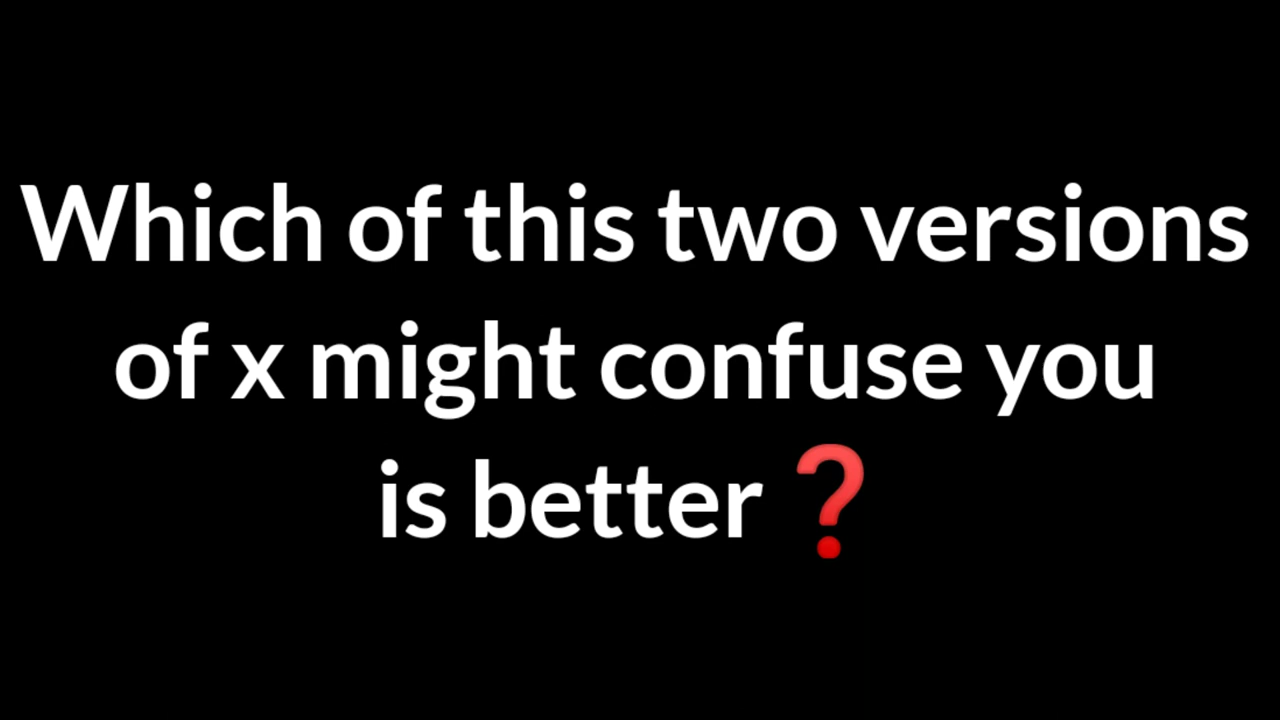 Which of this two versions
of x might confuse you
is better ❓